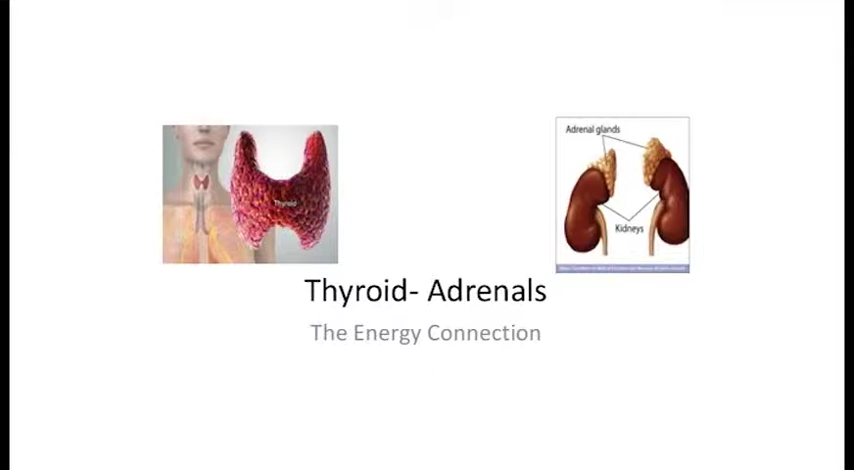 Thyroid
Adrenal glands
Kidneys
Thyroid- Adrenals
The Energy Connection